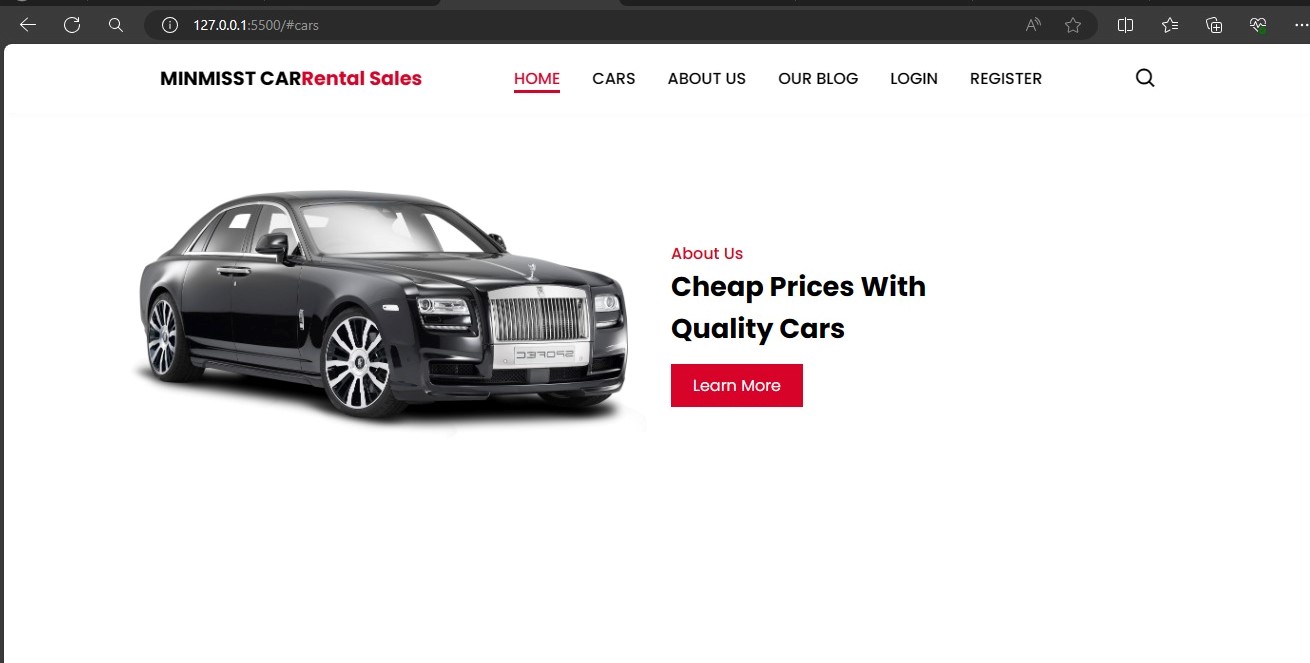 127.0.0.1:5500/#cars
MINMISST CARRental Sales HOME CARS ABOUT US OUR BLOG LOGIN REGISTER
About Us
Cheap Prices With
Quality Cars
Learn More